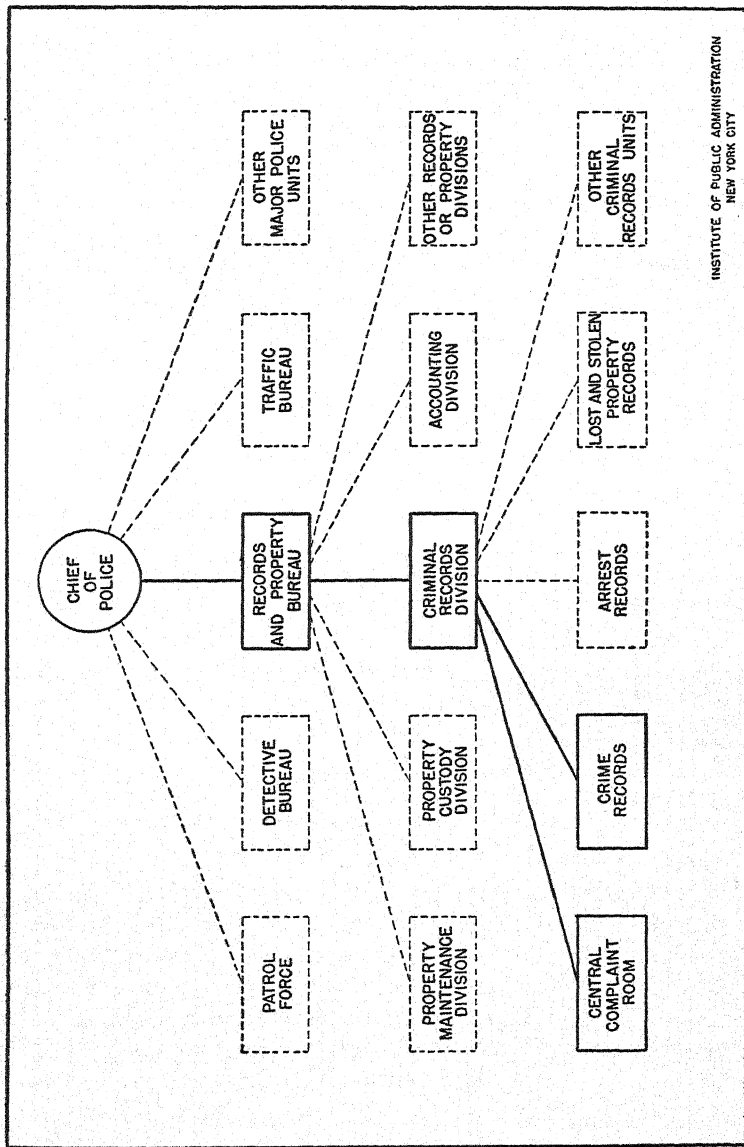 CHIEF
OF
POLICE
PATROL
FORCE
DETECTIVE
BUREAU
RECORDS
AND PROPERTY
BUREAU
TRAFFIC
BUREAU
OTHER
MAJOR POLICE
UNITS
PROPERTY
MAINTENANCE
DIVISION
PROPERTY
CUSTODY
DIVISION
CRIMINAL
RECORDS
DIVISION
ACCOUNTING
DIVISION
OTHER RECORDS
OR PROPERTY
DIVISIONS
CENTRAL
COMPLAINT
ROOM
CRIME
RECORDS
ARREST
RECORDS
LOST AND STOLEN
PROPERTY
RECORDS
OTHER
CRIMINAL
RECORDS UNITS
INSTITUTE OF PUBLIC ADMINISTRATION
NEW YORK CITY